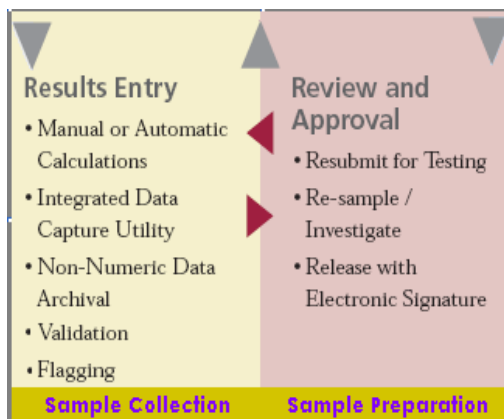 Results Entry
• Manual or Automatic
Calculations
• Integrated Data
Capture Utility
• Non-Numeric Data
Archival
• Validation
• Flagging
Sample Collection
Review and
Approval
• Resubmit for Testing
• Re-sample /
Investigate
• Release with
Electronic Signature
Sample Preparation